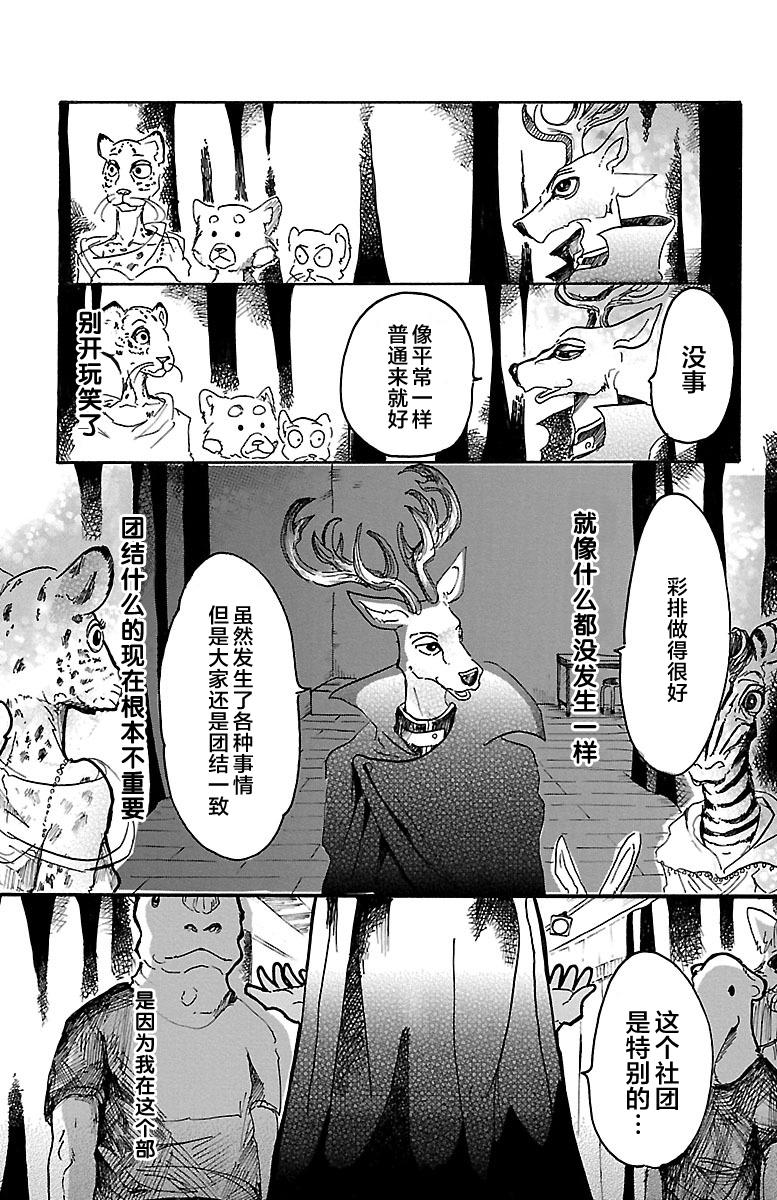 没事
像平常一样
普通来就好
别开玩笑了
彩排做得很好
就像什么都没发生一样
虽然发生了各种事情
但是大家还是团结一致
团结什么的现在根本不重要
这个社团
是特别的…
是因为我在这个部